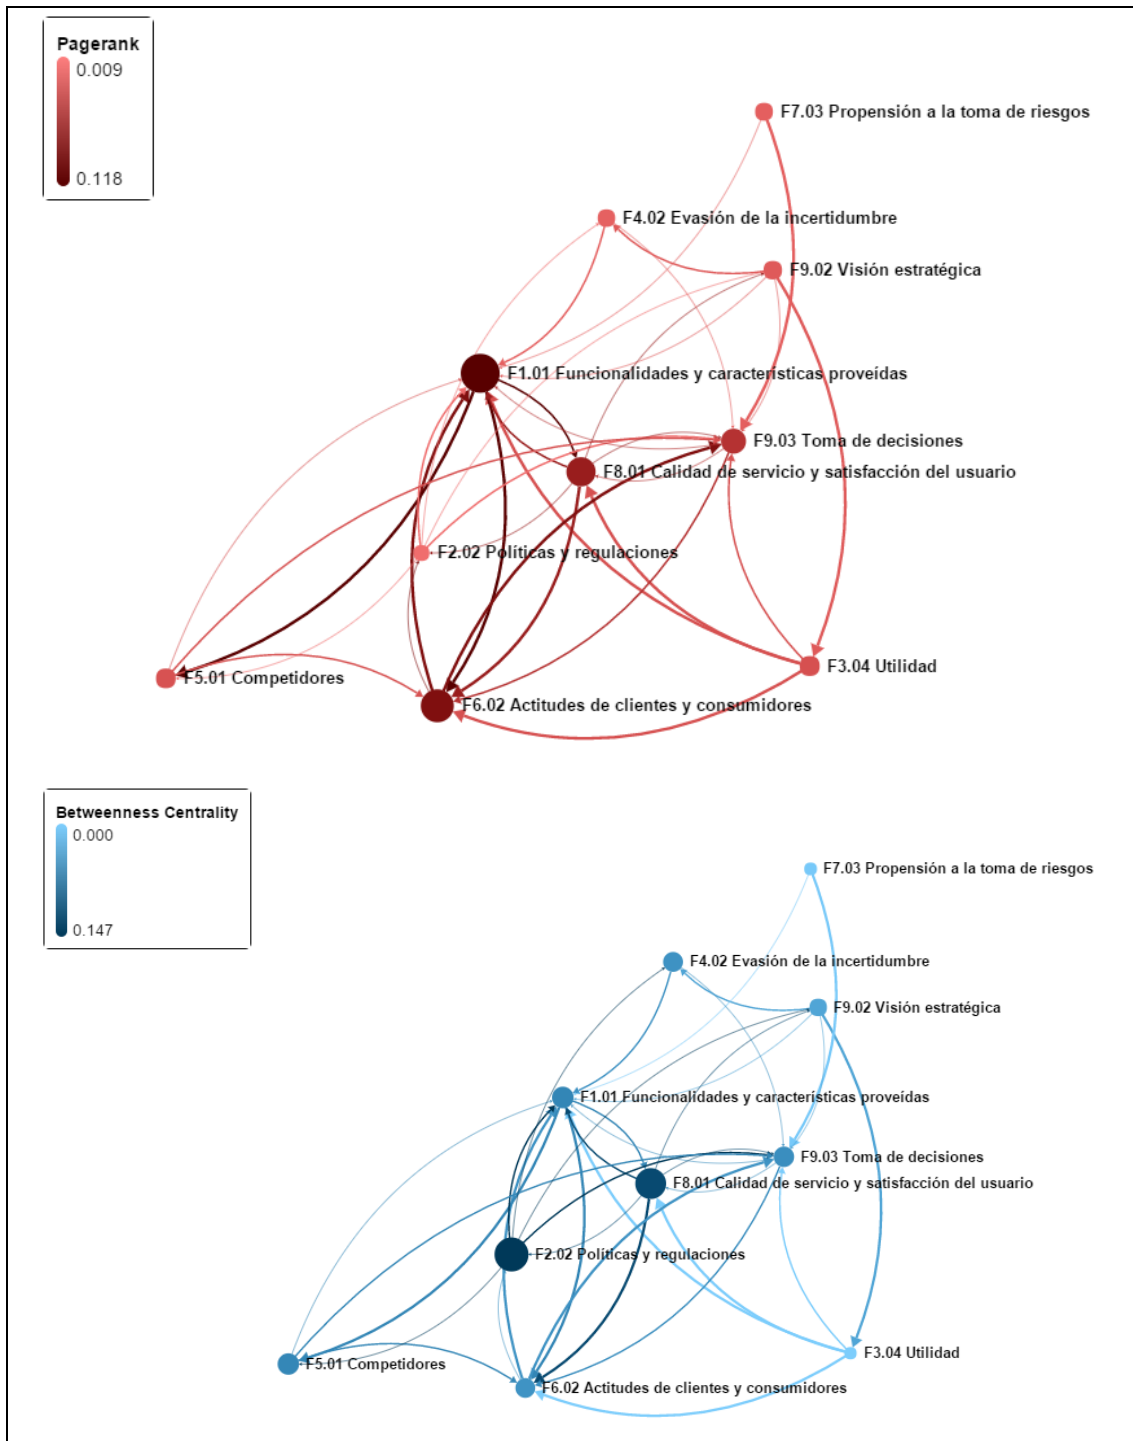 Pagerank
0.009
0.118
F7.03 Propensión a la toma de riesgos
F4.02 Evasión de la incertidumbre
F9.02 Visión estratégica
F1.01 Funcionalidades y características proveídas
F9.03 Toma de decisiones
F8.01 Calidad de servicio y satisfacción del usuario
F2.02 Políticas y regulaciones
F3.04 Utilidad
F5.01 Competidores
F6.02 Actitudes de clientes y consumidores
Betweenness Centrality
0.000
0.147
F7.03 Propensión a la toma de riesgos
F4.02 Evasión de la incertidumbre
F9.02 Visión estratégica
F1.01 Funcionalidades y características proveídas
F9.03 Toma de decisiones
F8.01 Calidad de servicio y satisfacción del usuario
F2.02 Políticas y regulaciones
F3.04 Utilidad
F5.01 Competidores
F6.02 Actitudes de clientes y consumidores